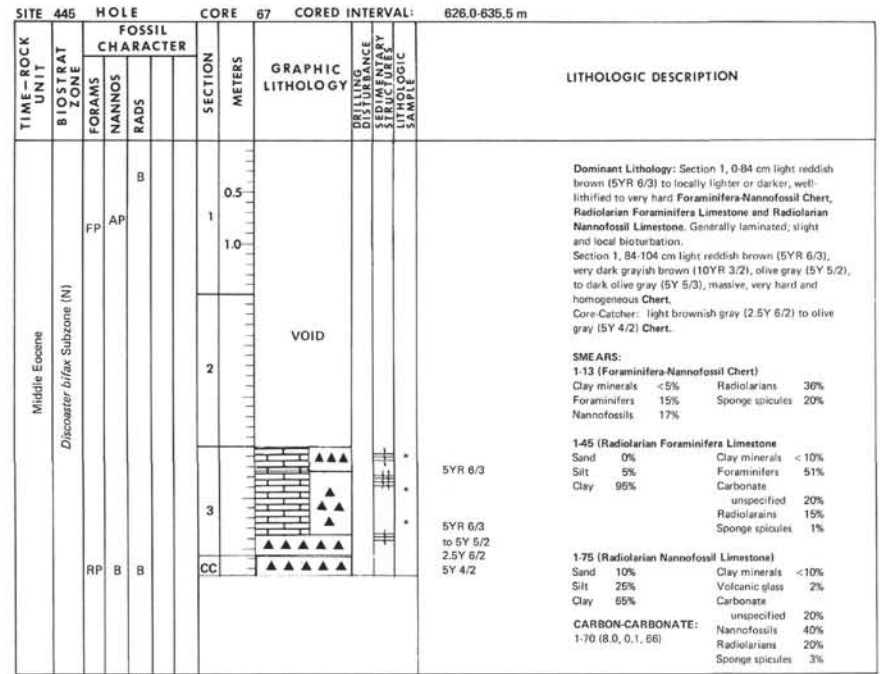 SITE 445 HOLE CORE 67 CORED INTERVAL: 626.0-635.5 m
TIME-ROCK UNIT
BIOSTRAT ZONE
FOSSIL CHARACTER
FORAMS
NANNOS
RADS
SECTION
METERS
GRAPHIC LITHOLOGY
DRILLING DISTURBANCE
SEDIMENTARY STRUCTURES
LITHOLOGIC SAMPLE
LITHOLOGIC DESCRIPTION
Middle Eocene
Discoaster bifax Subzone (N)
B
FP AP
RP B B
1
0.5
1.0
2
3
CC
VOID
*
*
*
5YR 6/3
5YR 6/3
to 5Y 5/2
2.5Y 6/2
5Y 4/2
Dominant Lithology: Section 1, 0-84 cm light reddish
brown (5YR 6/3) to locally lighter or darker, well-
lithified to very hard Foraminifera-Nannofossil Chert,
Radiolarian Foraminifera Limestone and Radiolarian
Nannofossil Limestone. Generally laminated; slight
and local bioturbation.
Section 1, 84-104 cm light reddish brown (5YR 6/3),
very dark grayish brown (10YR 3/2), olive gray (5Y 5/2),
to dark olive gray (5Y 5/3), massive, very hard and
homogeneous Chert.
Core-Catcher: light brownish gray (2.5Y 6/2) to olive
gray (5Y 4/2) Chert.
SMEARS:
1-13 (Foraminifera-Nannofossil Chert)
Clay minerals <5% Radiolarians 36%
Foraminifers 15% Sponge spicules 20%
Nannofossils 17%
1-45 (Radiolarian Foraminifera Limestone
Sand 0% Clay minerals <10%
Silt 5% Foraminifers 51%
Clay 95% Carbonate
unspecified 20%
Radiolarains 15%
Sponge spicules 1%
1-75 (Radiolarian Nannofossil Limestone)
Sand 10% Clay minerals <10%
Silt 25% Volcanic glass 2%
Clay 65% Carbonate
unspecified 20%
CARBON-CARBONATE: Nannofossils 40%
1-70 (8.0, 0.1, 66) Radiolarians 20%
Sponge spicules 3%